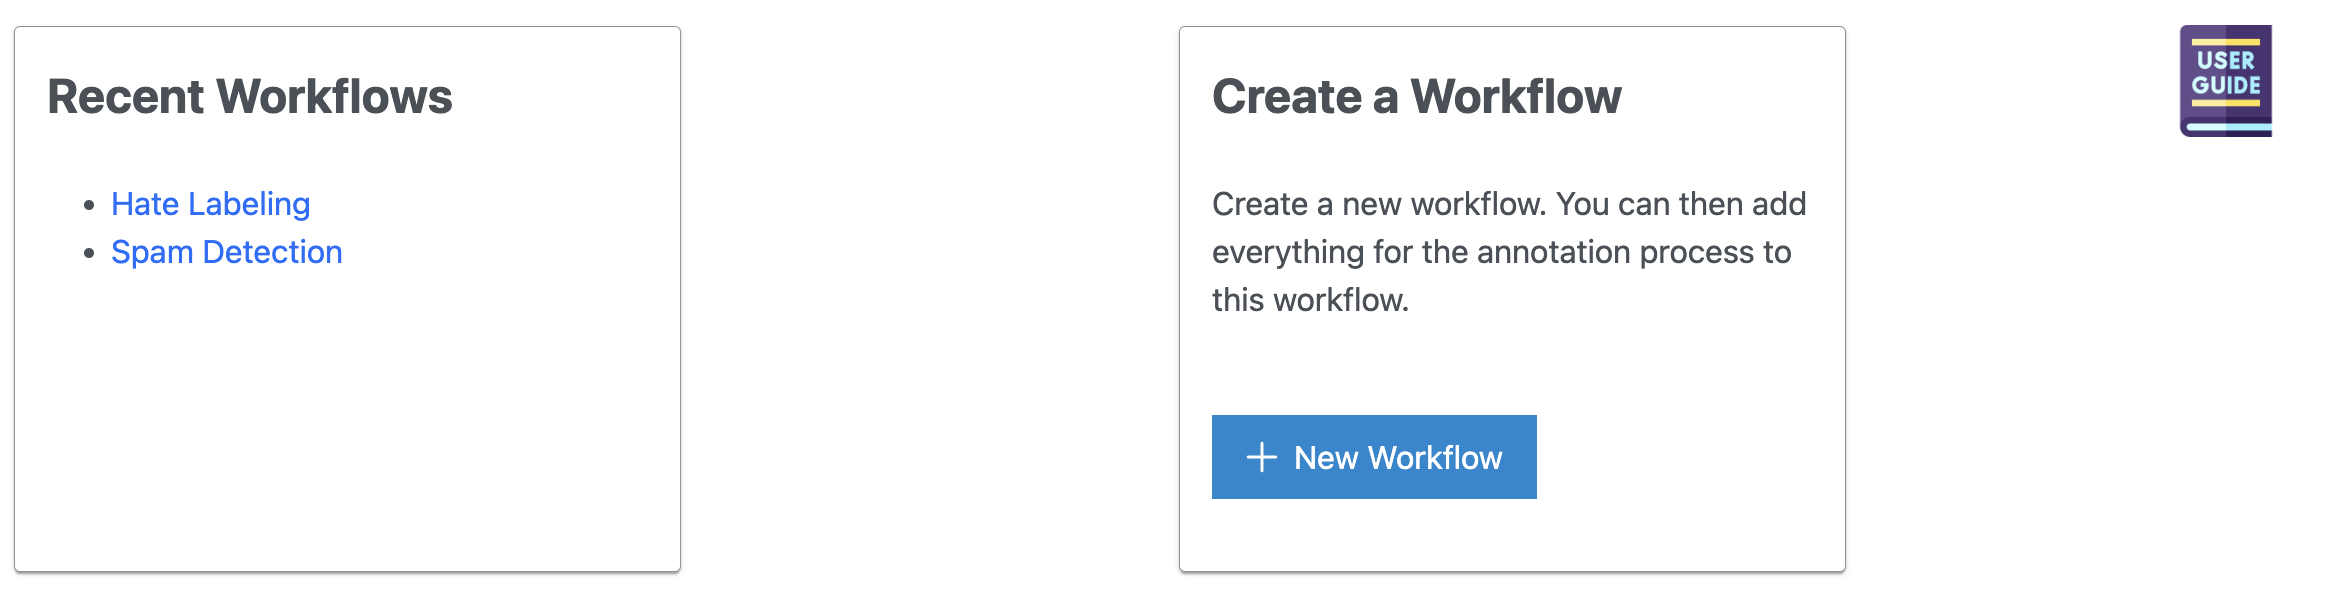 Recent Workflows
Hate Labeling
Spam Detection
Create a Workflow
Create a new workflow. You can then add
everything for the annotation process to
this workflow.
New Workflow
USER
GUIDE